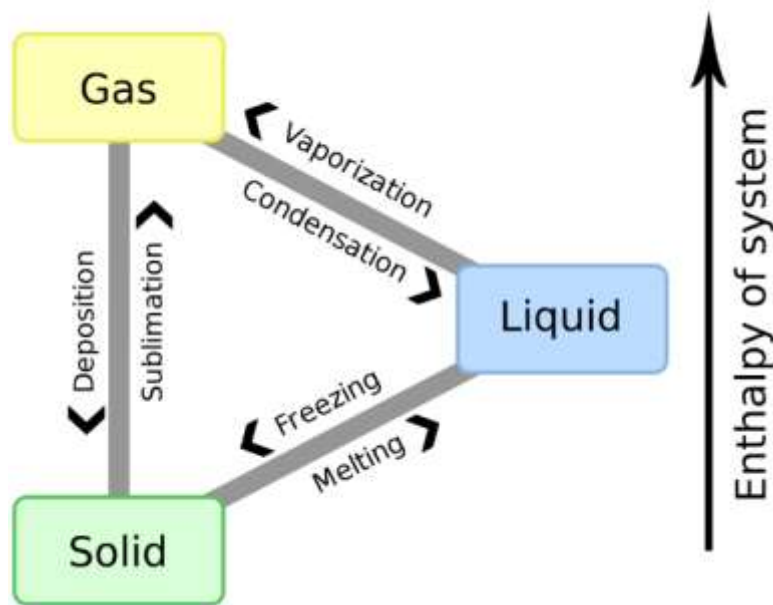 Gas
Vaporization
Condensation
Deposition
Sublimation
Liquid
Freezing
Melting
Solid
Enthalpy of system